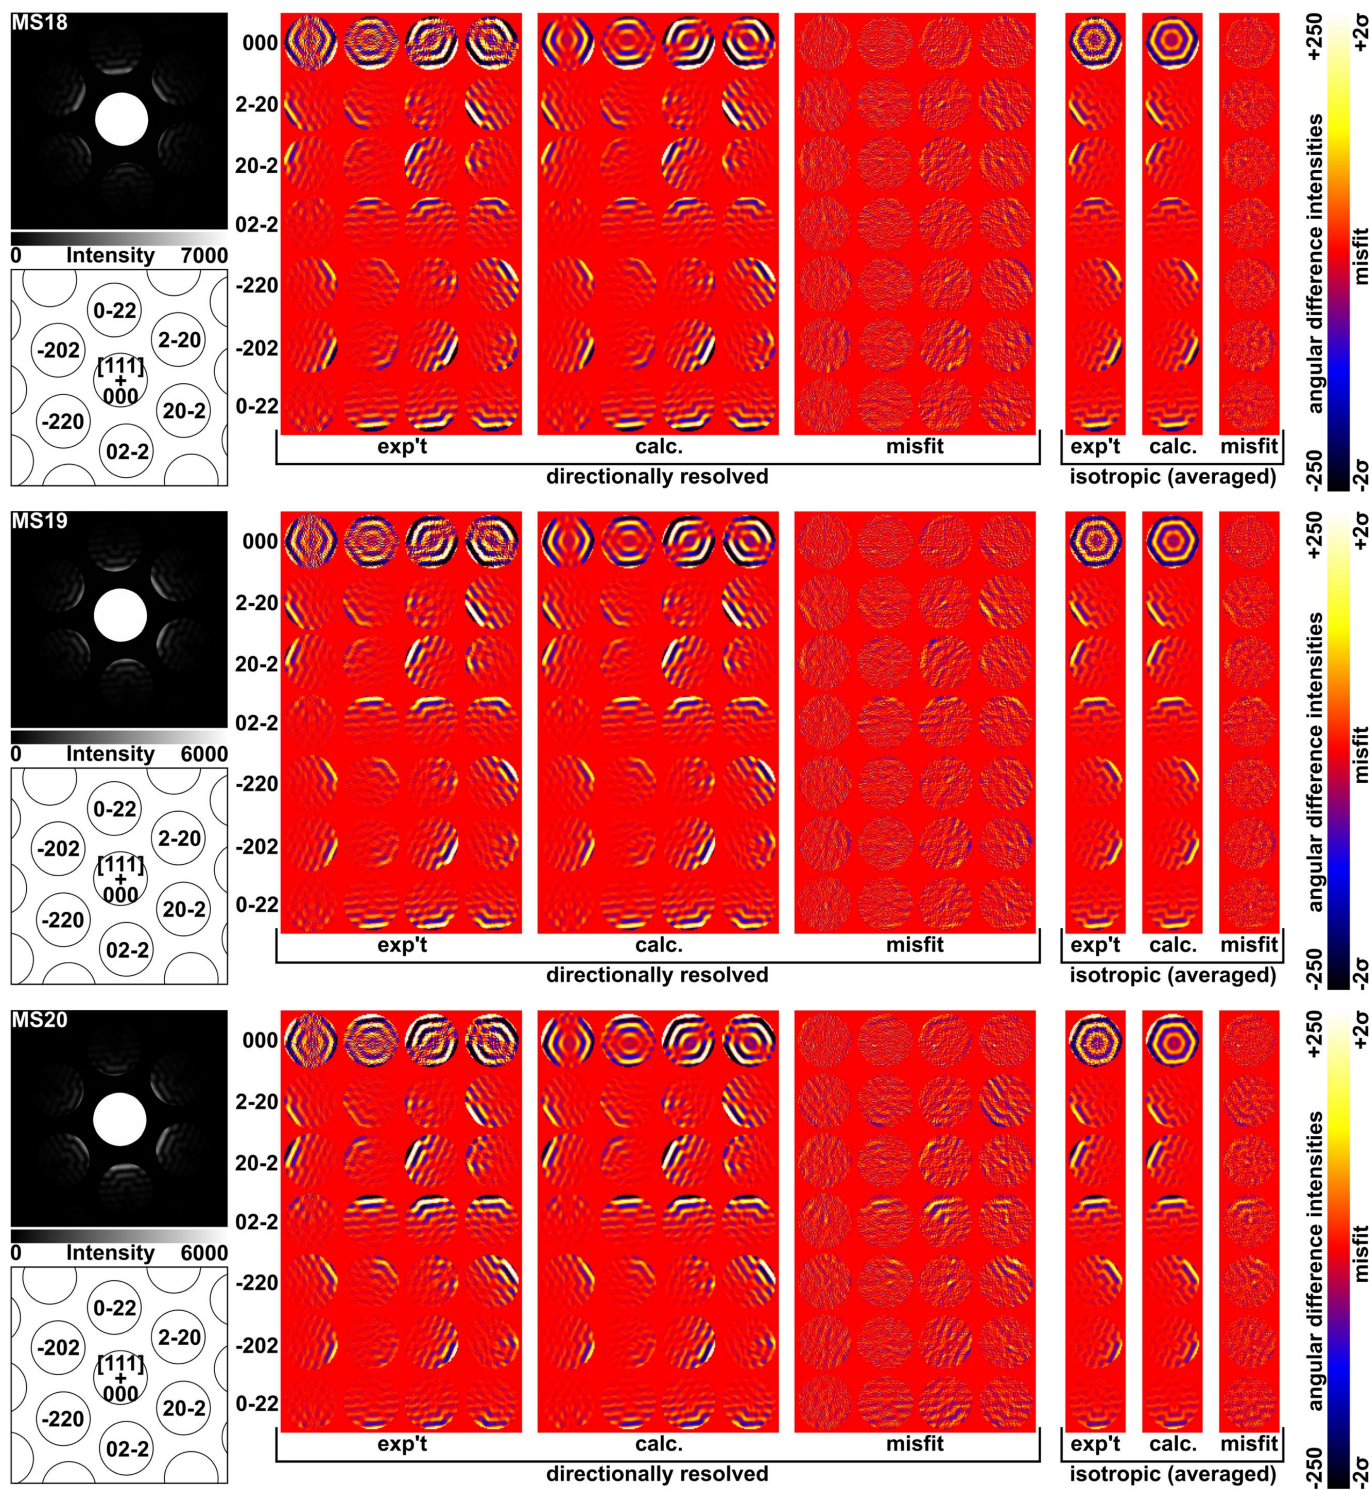 MS18
0 Intensity 7000
0-22
-202
2-20
[111]
+
000
-220
20-2
02-2
000
2-20
20-2
02-2
-220
-202
0-22
exp't calc. misfit
directionally resolved
exp't calc. misfit
isotropic (averaged)
-250 angular difference intensities +250
-2σ misfit +2σ
MS19
0 Intensity 6000
0-22
-202
2-20
[111]
+
000
-220
20-2
02-2
000
2-20
20-2
02-2
-220
-202
0-22
exp't calc. misfit
directionally resolved
exp't calc. misfit
isotropic (averaged)
-250 angular difference intensities +250
-2σ misfit +2σ
MS20
0 Intensity 6000
0-22
-202
2-20
[111]
+
000
-220
20-2
02-2
000
2-20
20-2
02-2
-220
-202
0-22
exp't calc. misfit
directionally resolved
exp't calc. misfit
isotropic (averaged)
-250 angular difference intensities +250
-2σ misfit +2σ